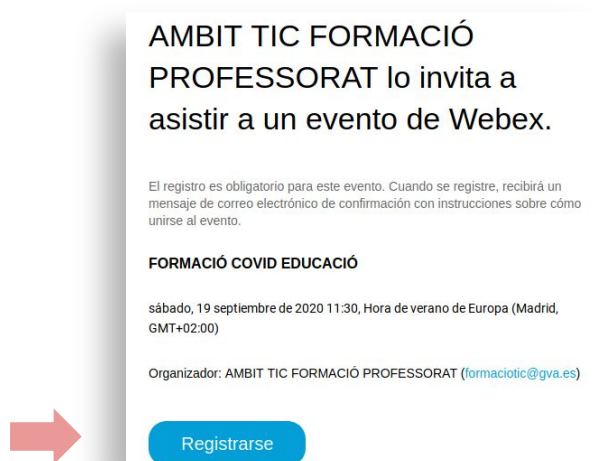 AMBIT TIC FORMACIÓ
PROFESSORAT lo invita a
asistir a un evento de Webex.
El registro es obligatorio para este evento. Cuando se registre, recibirá un
mensaje de correo electrónico de confirmación con instrucciones sobre cómo
unirse al evento.
FORMACIÓ COVID EDUCACIÓ
sábado, 19 septiembre de 2020 11:30, Hora de verano de Europa (Madrid,
GMT+02:00)
Organizador: AMBIT TIC FORMACIÓ PROFESSORAT (formaciotic@gva.es)
Registrarse